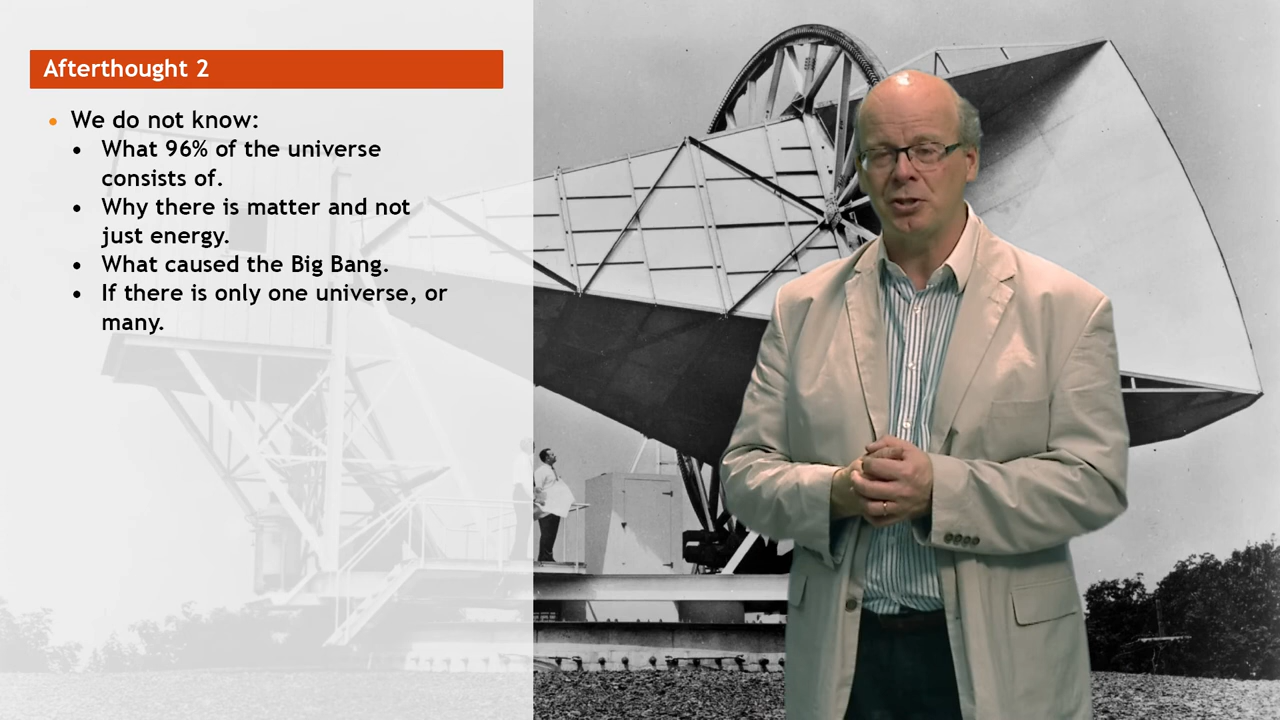 Afterthought 2
• We do not know:
• What 96% of the universe
consists of.
• Why there is matter and not
just energy.
• What caused the Big Bang.
• If there is only one universe, or
many.